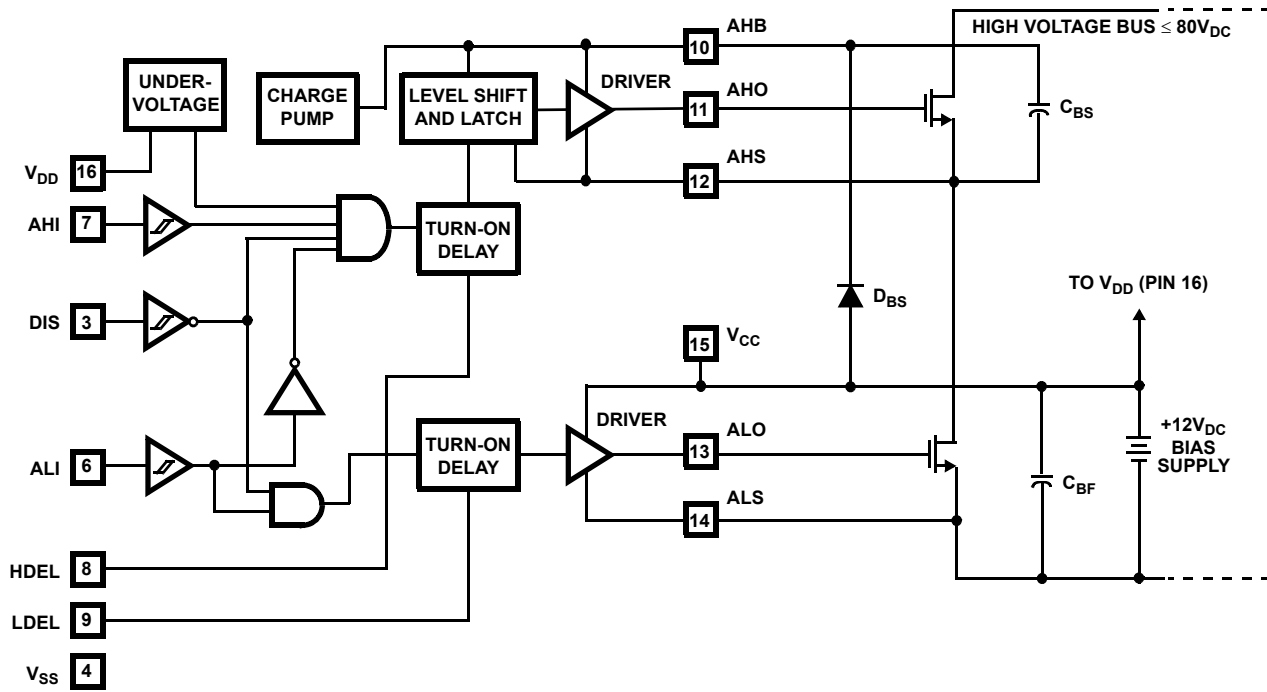 AHB
HIGH VOLTAGE BUS ≤ 80VDC
10
UNDER-
VOLTAGE
CHARGE
PUMP
LEVEL SHIFT
AND LATCH
DRIVER
AHO
11
CBS
AHS
12
VDD
16
AHI
7
TURN-ON
DELAY
DIS
3
DBS
TO VDD (PIN 16)
VCC
15
DRIVER
ALO
13
TURN-ON
DELAY
+12VDC
BIAS
SUPPLY
ALI
6
CBF
ALS
14
HDEL
8
LDEL
9
VSS
4